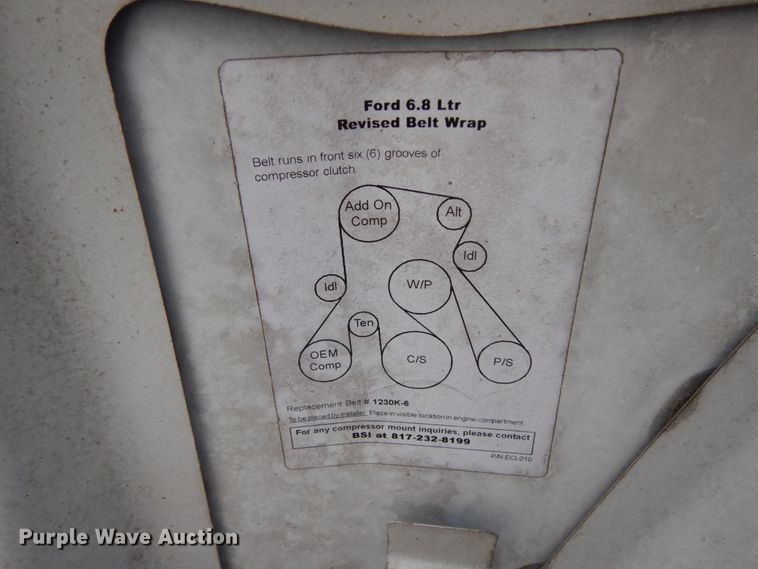 Ford 6.8 Ltr
Revised Belt Wrap
Belt runs in front six (6) grooves of
compressor clutch
Add On
Comp
Alt
Idl
Idl
W/P
Ten
OEM
Comp
C/S
P/S
Replacement Belt # 1230K-6
To be placed by installer. Place in visible location in engine compartment
For any compressor mount inquiries, please contact
BSI at 817-232-8199
P/N ECL010
Purple Wave Auction